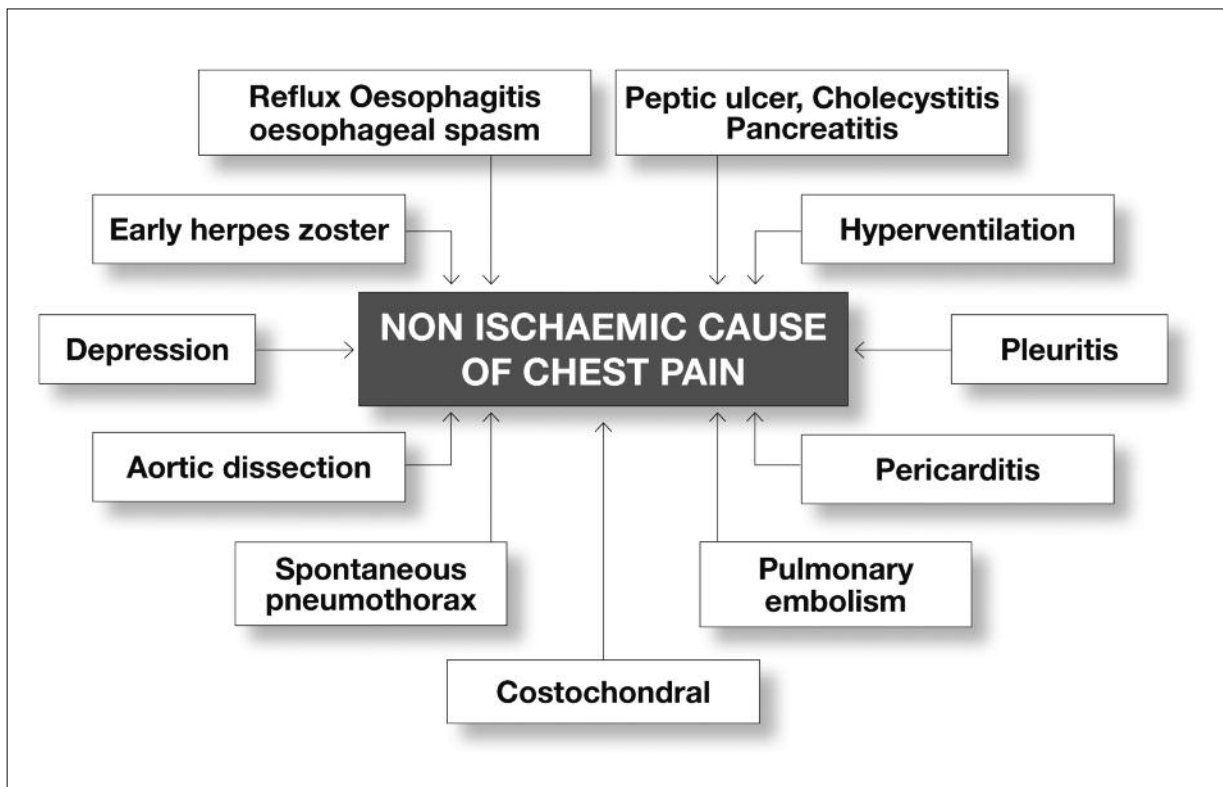 Reflux Oesophagitis
oesophageal spasm
Peptic ulcer, Cholecystitis
Pancreatitis
Early herpes zoster
Hyperventilation
NON ISCHAEMIC CAUSE
OF CHEST PAIN
Depression
Pleuritis
Aortic dissection
Pericarditis
Spontaneous
pneumothorax
Pulmonary
embolism
Costochondral